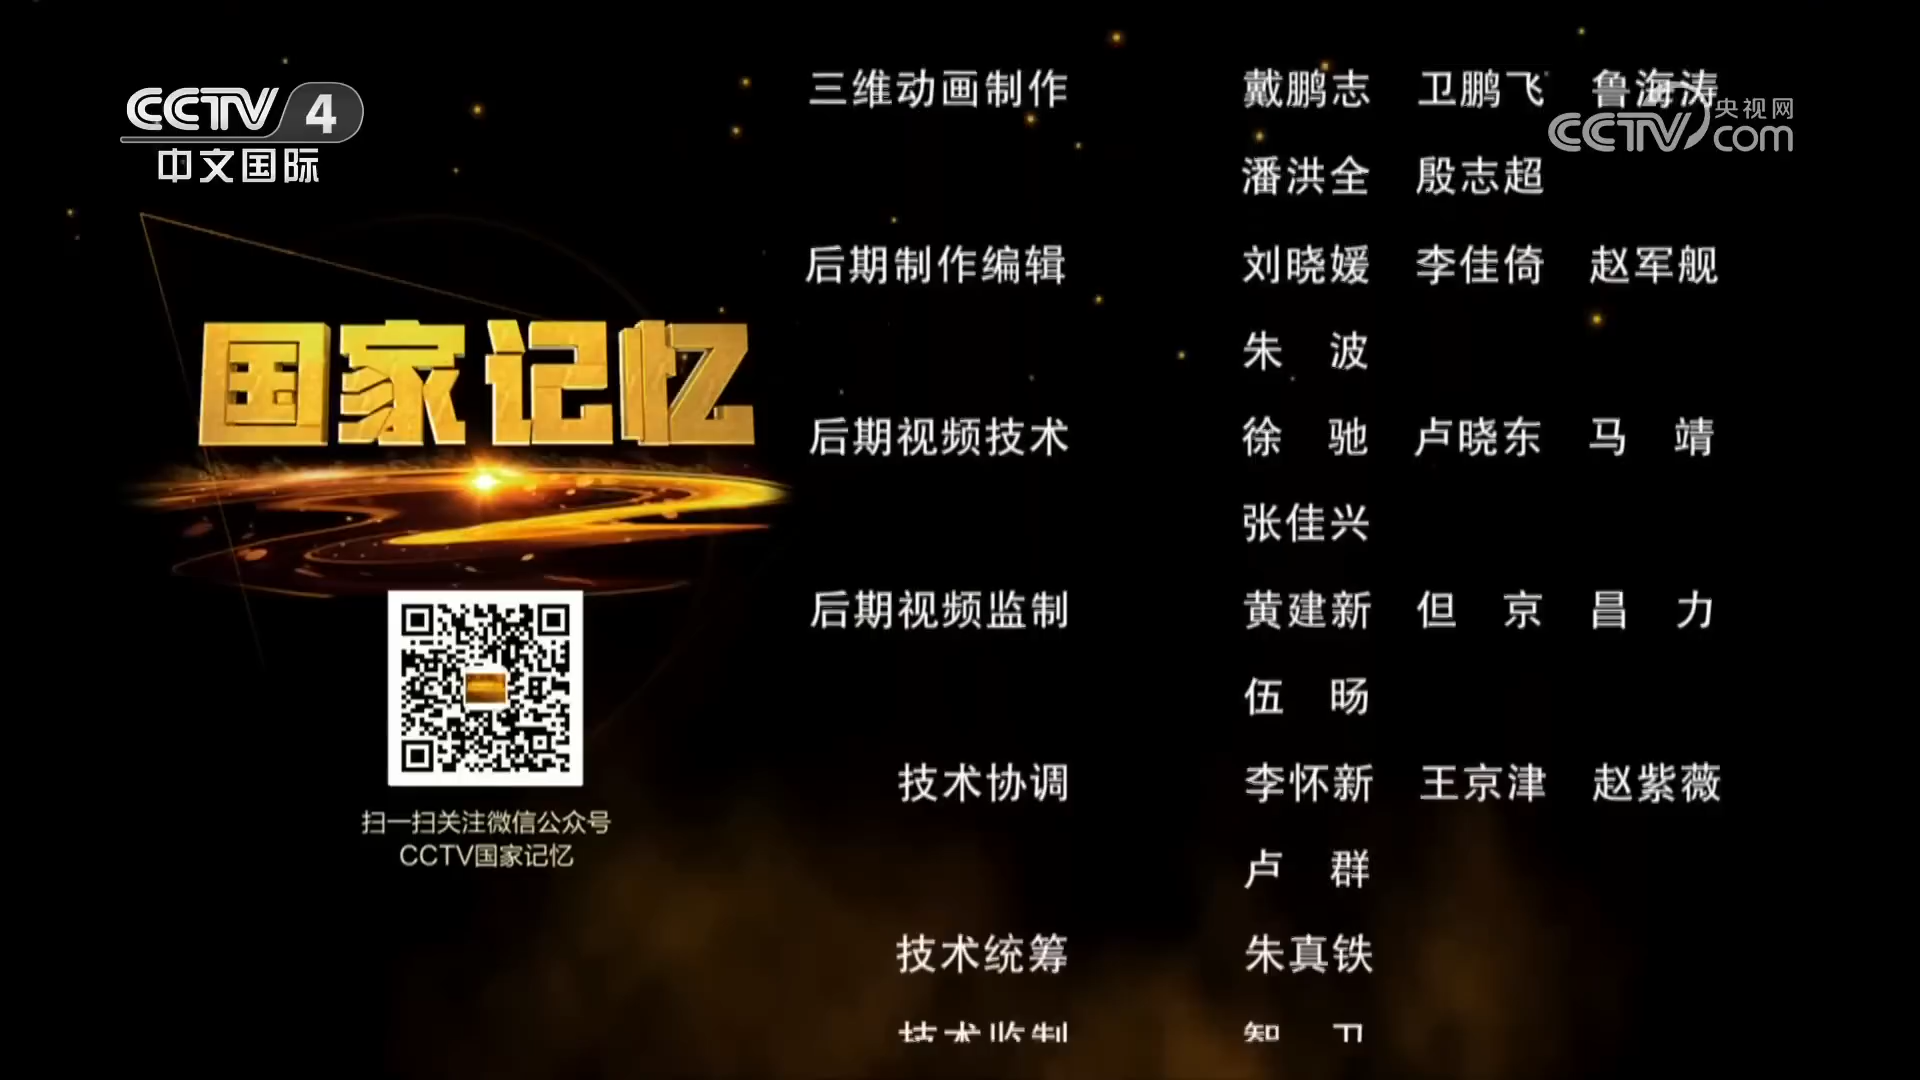 CCTV 4
中文国际
央视网
CCTV com
国家记忆
扫一扫关注微信公众号
CCTV国家记忆
三维动画制作 戴鹏志 卫鹏飞 鲁海涛
潘洪全 殷志超
后期制作编辑 刘晓媛 李佳倚 赵军舰
朱 波
后期视频技术 徐 驰 卢晓东 马 靖
张佳兴
后期视频监制 黄建新 但 京 昌 力
伍 旸
技术协调 李怀新 王京津 赵紫薇
卢 群
技术统筹 朱真铁
技术监制 智 卫